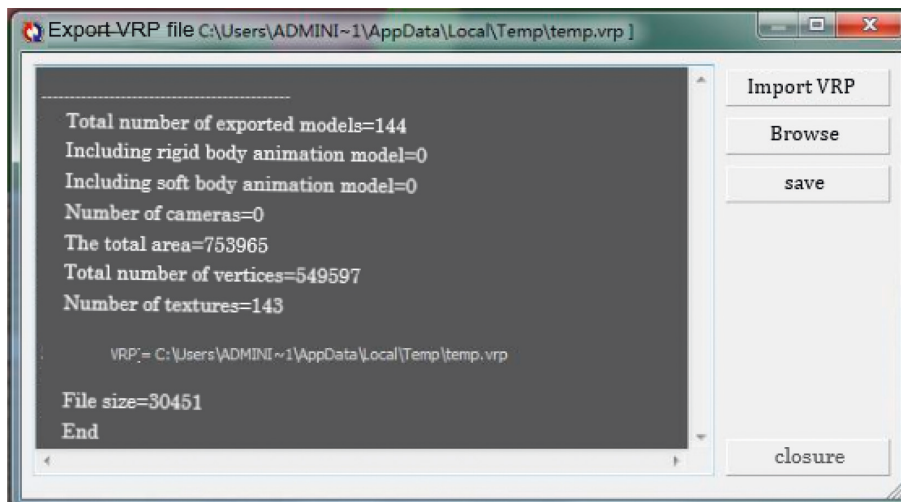 Export VRP file C:\Users\ADMINI~1\AppData\Local\Temp\temp.vrp ]
Total number of exported models=144
Including rigid body animation model=0
Including soft body animation model=0
Number of cameras=0
The total area=753965
Total number of vertices=549597
Number of textures=143
VRP]= C:\Users\ADMINI~1\AppData\Local\Temp\temp.vrp
File size=30451
End
Import VRP
Browse
save
closure